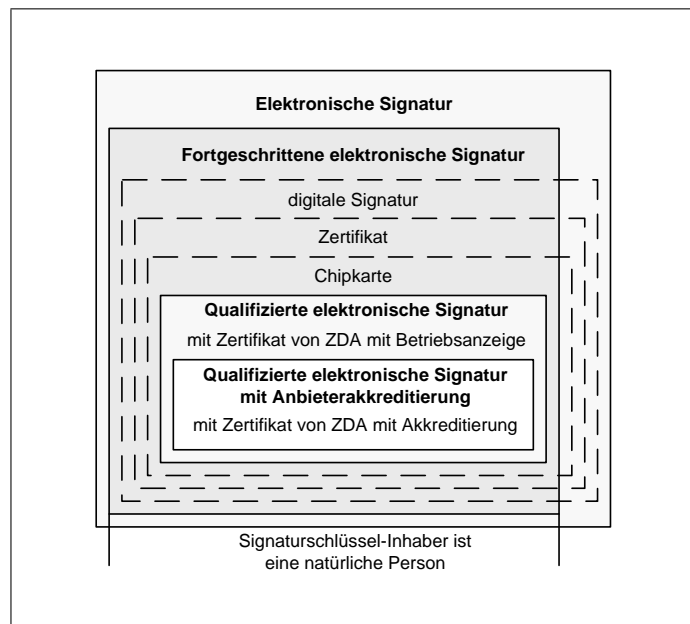 Elektronische Signatur
Fortgeschrittene elektronische Signatur
digitale Signatur
Zertifikat
Chipkarte
Qualifizierte elektronische Signatur
mit Zertifikat von ZDA mit Betriebsanzeige
Qualifizierte elektronische Signatur
mit Anbieterakkreditierung
mit Zertifikat von ZDA mit Akkreditierung
Signaturschlüssel-Inhaber ist
eine natürliche Person